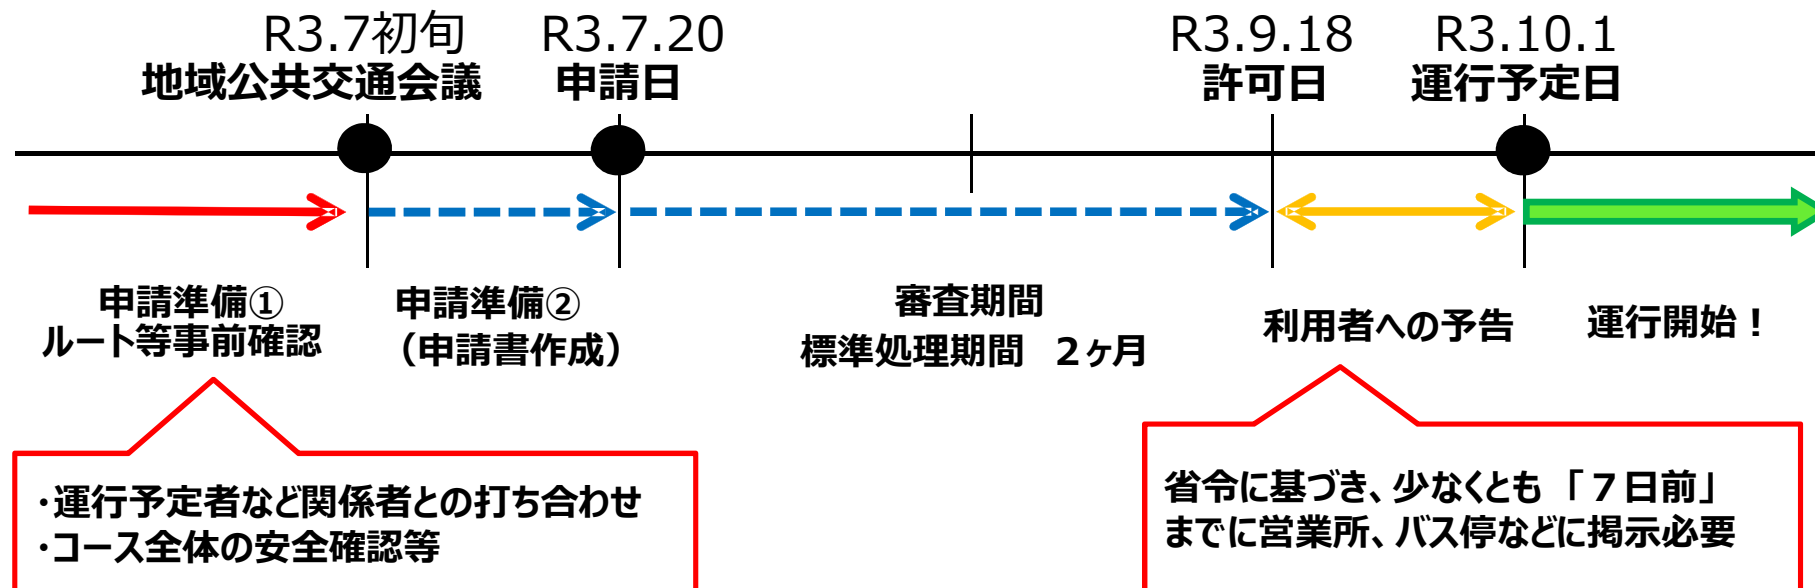 R3.7初旬
地域公共交通会議
R3.7.20
申請日
R3.9.18
許可日
R3.10.1
運行予定日
申請準備①
ルート等事前確認
申請準備②
（申請書作成）
審査期間
標準処理期間　2ヶ月
利用者への予告
運行開始！
・運行予定者など関係者との打ち合わせ
・コース全体の安全確認等
省令に基づき、少なくとも「７日前」
までに営業所、バス停などに掲示必要